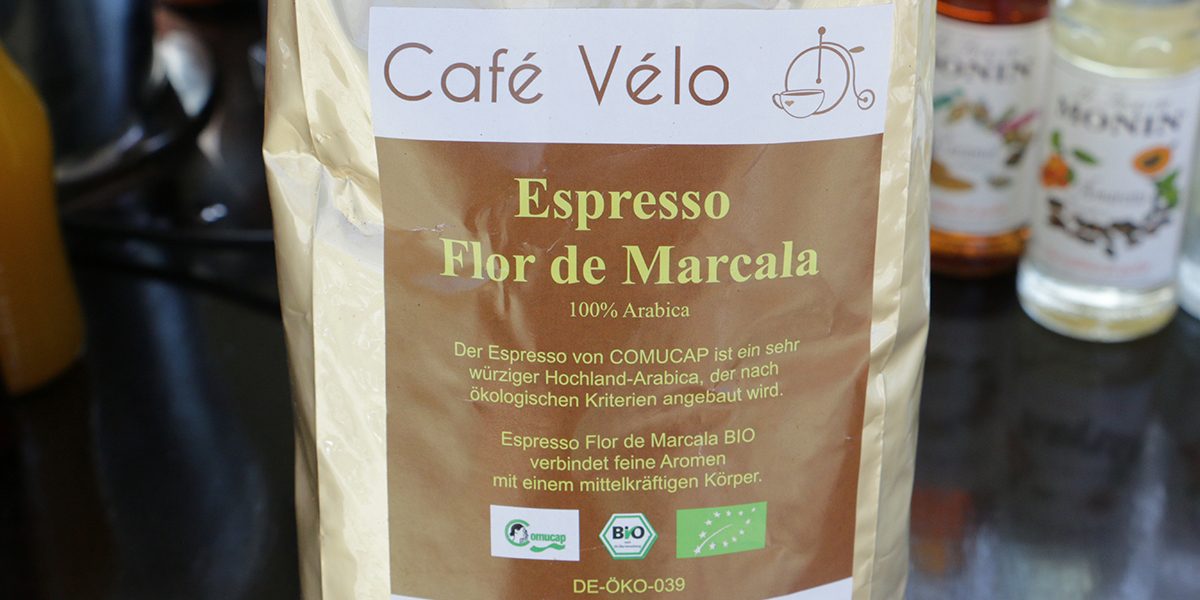 Café Vélo
Espresso
Flor de Marcala
100% Arabica
Der Espresso von COMUCAP ist ein sehr
würziger Hochland-Arabica, der nach
ökologischen Kriterien angebaut wird.
Espresso Flor de Marcala BIO
verbindet feine Aromen
mit einem mittelkräftigen Körper.
Comucap
BiO
DE-ÖKO-039
MONIN
MONIN